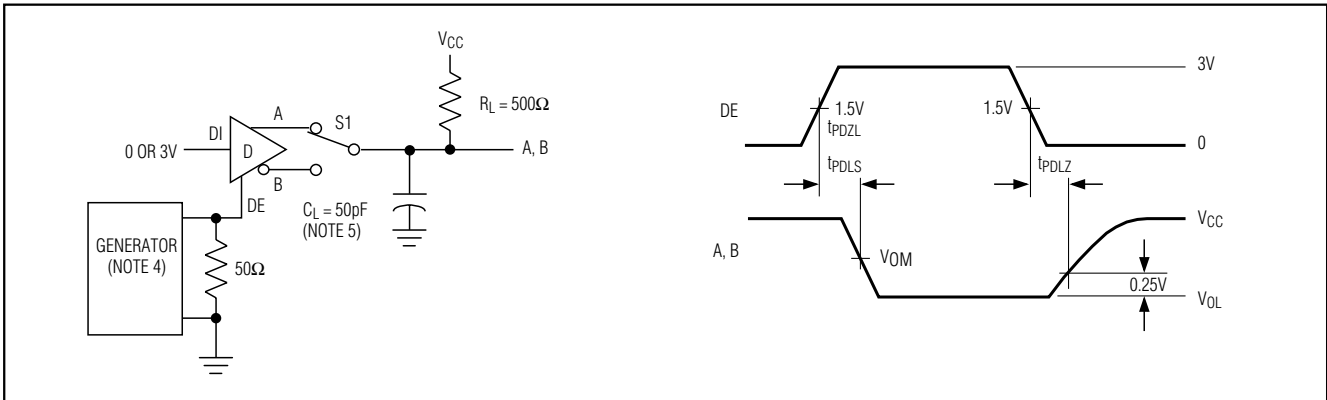 VCC
RL = 500Ω
A
S1
DI
0 OR 3V
D
A, B
B
DE
CL = 50pF
(NOTE 5)
GENERATOR
(NOTE 4)
50Ω
3V
DE
1.5V
1.5V
tPDZL
0
tPDLS
tPDLZ
VCC
A, B
VOM
0.25V
VOL